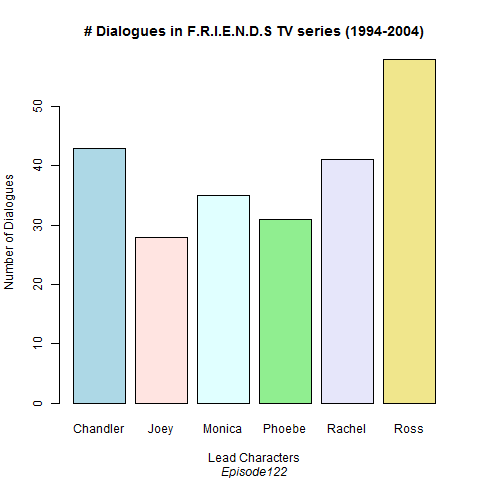 # Dialogues in F.R.I.E.N.D.S TV series (1994-2004)
50
40
30
20
10
0
Number of Dialogues
Chandler Joey Monica Phoebe Rachel Ross
Lead Characters
Episode122